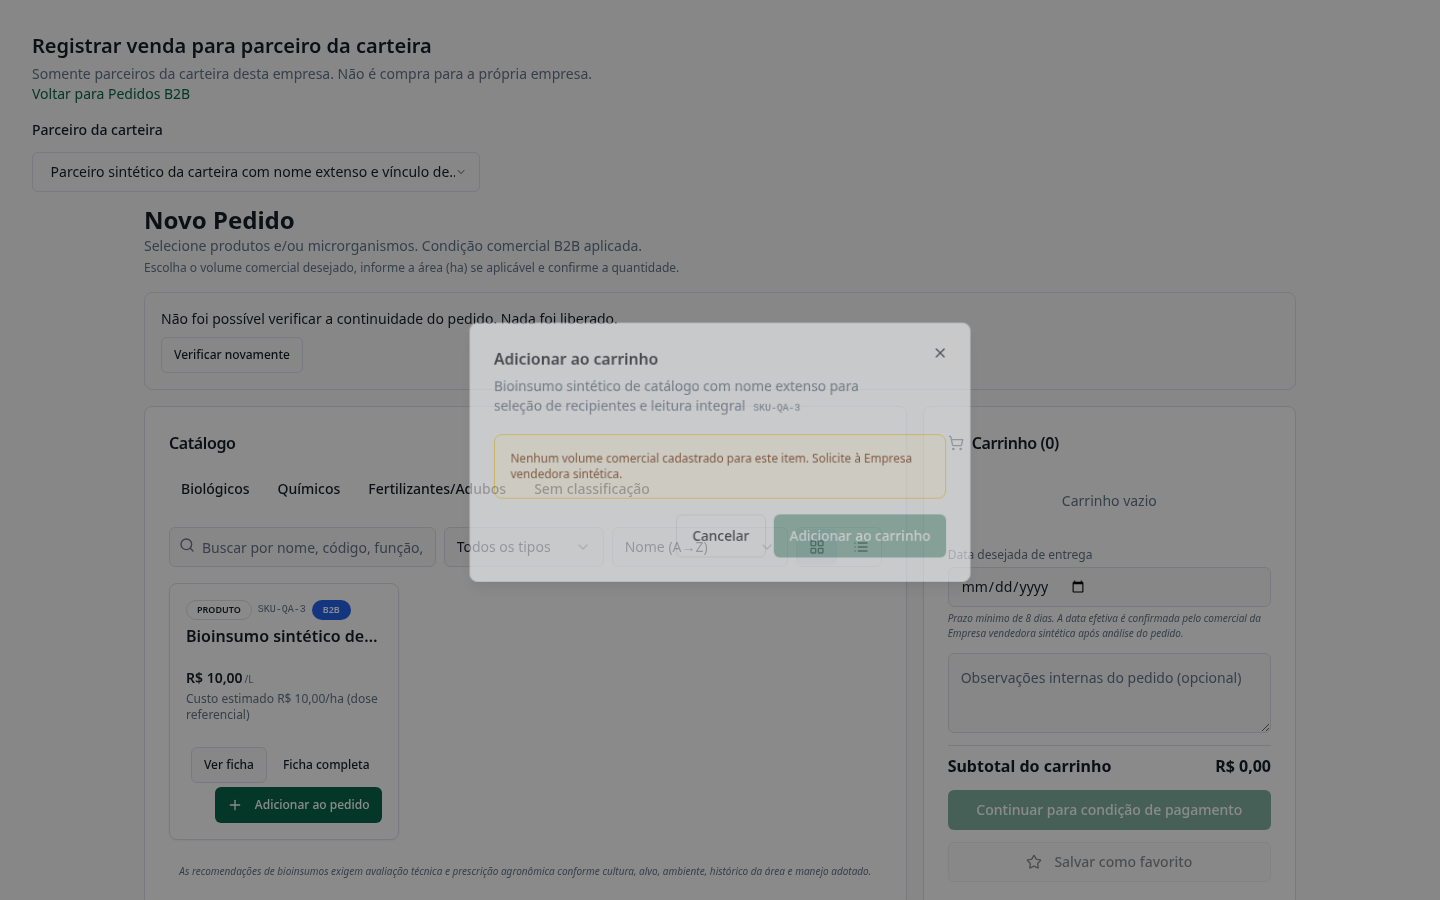 Registrar venda para parceiro da carteira
Somente parceiros da carteira desta empresa. Não é compra para a própria empresa.
Voltar para Pedidos B2B
Parceiro da carteira
Parceiro sintético da carteira com nome extenso e vínculo de..
Novo Pedido
Selecione produtos e/ou microrganismos. Condição comercial B2B aplicada.
Escolha o volume comercial desejado, informe a área (ha) se aplicável e confirme a quantidade.
Não foi possível verificar a continuidade do pedido. Nada foi liberado.
Verificar novamente
Adicionar ao carrinho
Bioinsumo sintético de catálogo com nome extenso para
seleção de recipientes e leitura integral SKU-QA-3
Nenhum volume comercial cadastrado para este item. Solicite à Empresa
vendedora sintética.
Cancelar
Adicionar ao carrinho
Catálogo
Biológicos Químicos Fertilizantes/Adubos Sem classificação
Buscar por nome, código, função,
Todos os tipos
Nome (A→Z)
PRODUTO SKU-QA-3 B2B
Bioinsumo sintético de...
R$ 10,00 /L
Custo estimado R$ 10,00/ha (dose
referencial)
Ver ficha
Ficha completa
Adicionar ao pedido
As recomendações de bioinsumos exigem avaliação técnica e prescrição agronômica conforme cultura, alvo, ambiente, histórico da área e manejo adotado.
Carrinho (0)
Carrinho vazio
Data desejada de entrega
mm/dd/yyyy
Prazo mínimo de 8 dias. A data efetiva é confirmada pelo comercial da
Empresa vendedora sintética após análise do pedido.
Observações internas do pedido (opcional)
Subtotal do carrinho R$ 0,00
Continuar para condição de pagamento
Salvar como favorito